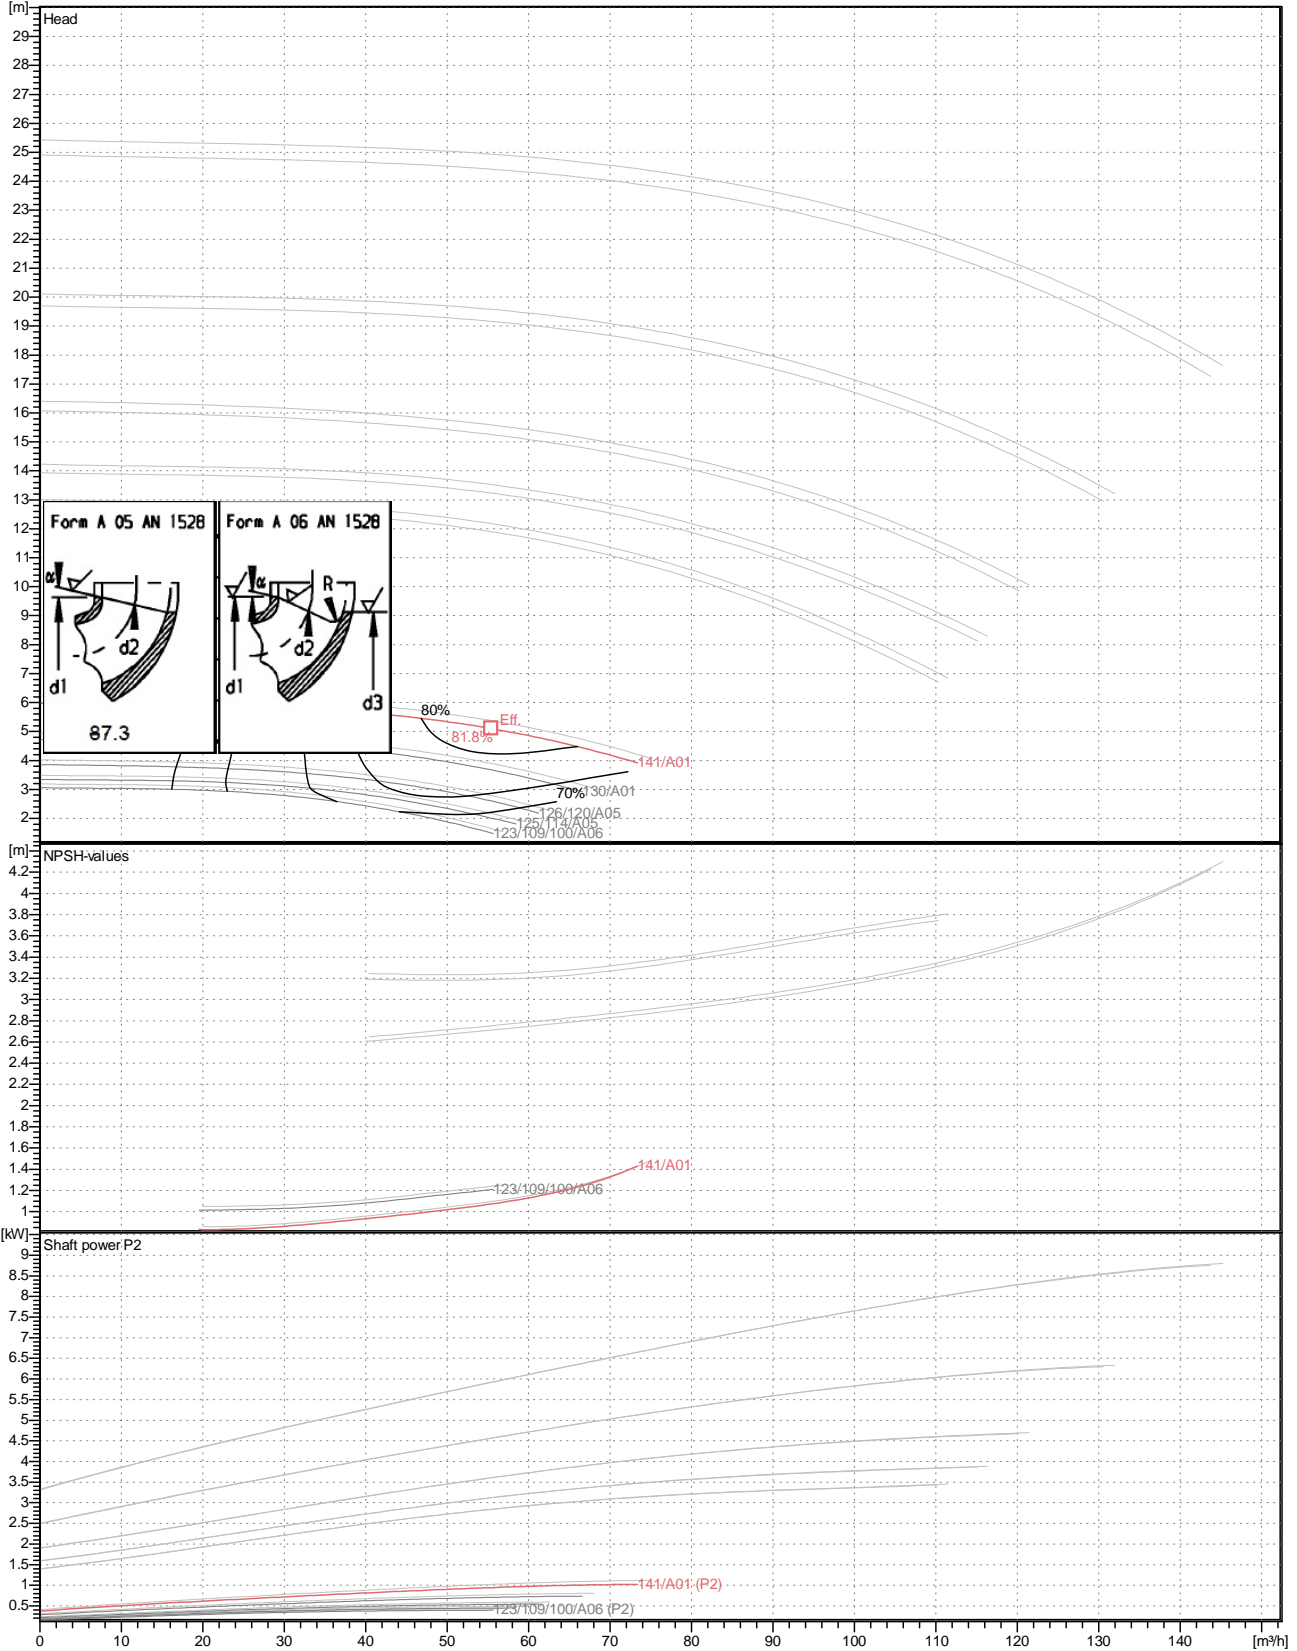 [m]
Head
29
28
27
26
25
24
23
22
21
20
19
18
17
16
15
14
13
12
11
10
9
8
7
6
5
4
3
2
Form A 05 AN 1528
α
d2
d1
87.3
Form A 06 AN 1528
α
R
d2
d1
d3
80%
Eff.
81.8%
141/A01
130/A01
70%
126/120/A05
125/114/A05
123/109/100/A06
[m]
NPSH-values
4.2
4
3.8
3.6
3.4
3.2
3
2.8
2.6
2.4
2.2
2
1.8
1.6
1.4
1.2
1
141/A01
123/109/100/A06
[kW]
Shaft power P2
9
8.5
8
7.5
7
6.5
6
5.5
5
4.5
4
3.5
3
2.5
2
1.5
1
0.5
141/A01 (P2)
123/109/100/A06 (P2)
0 10 20 30 40 50 60 70 80 90 100 110 120 130 140 [m³/h]